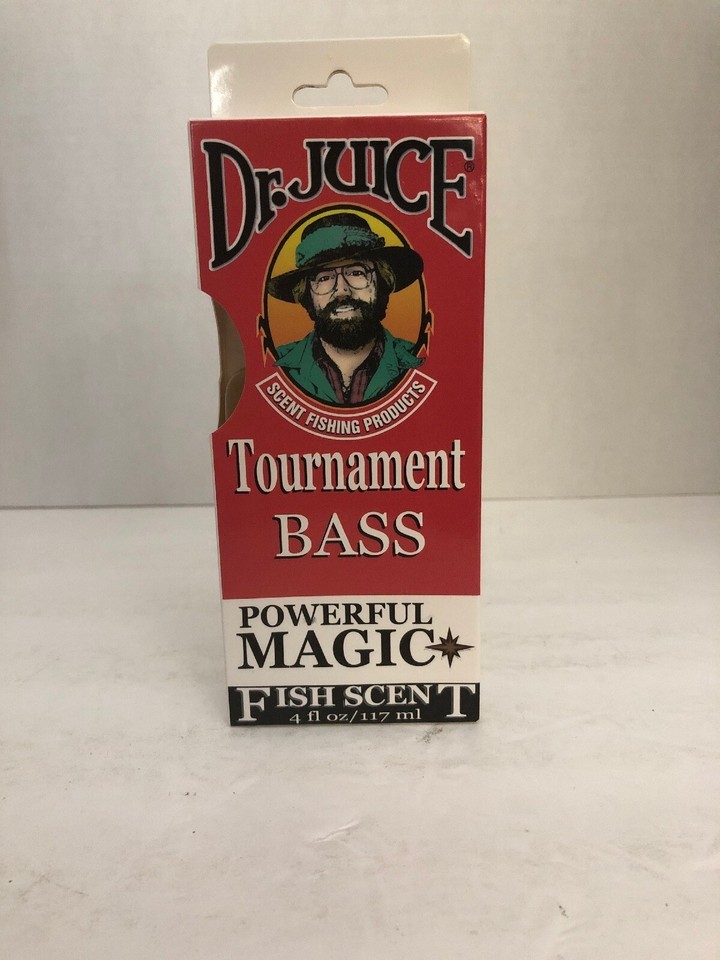 Dr. JUICE®
SCENT FISHING PRODUCTS
Tournament
BASS
POWERFUL
MAGIC
FISH SCENT
4 fl oz/117 ml